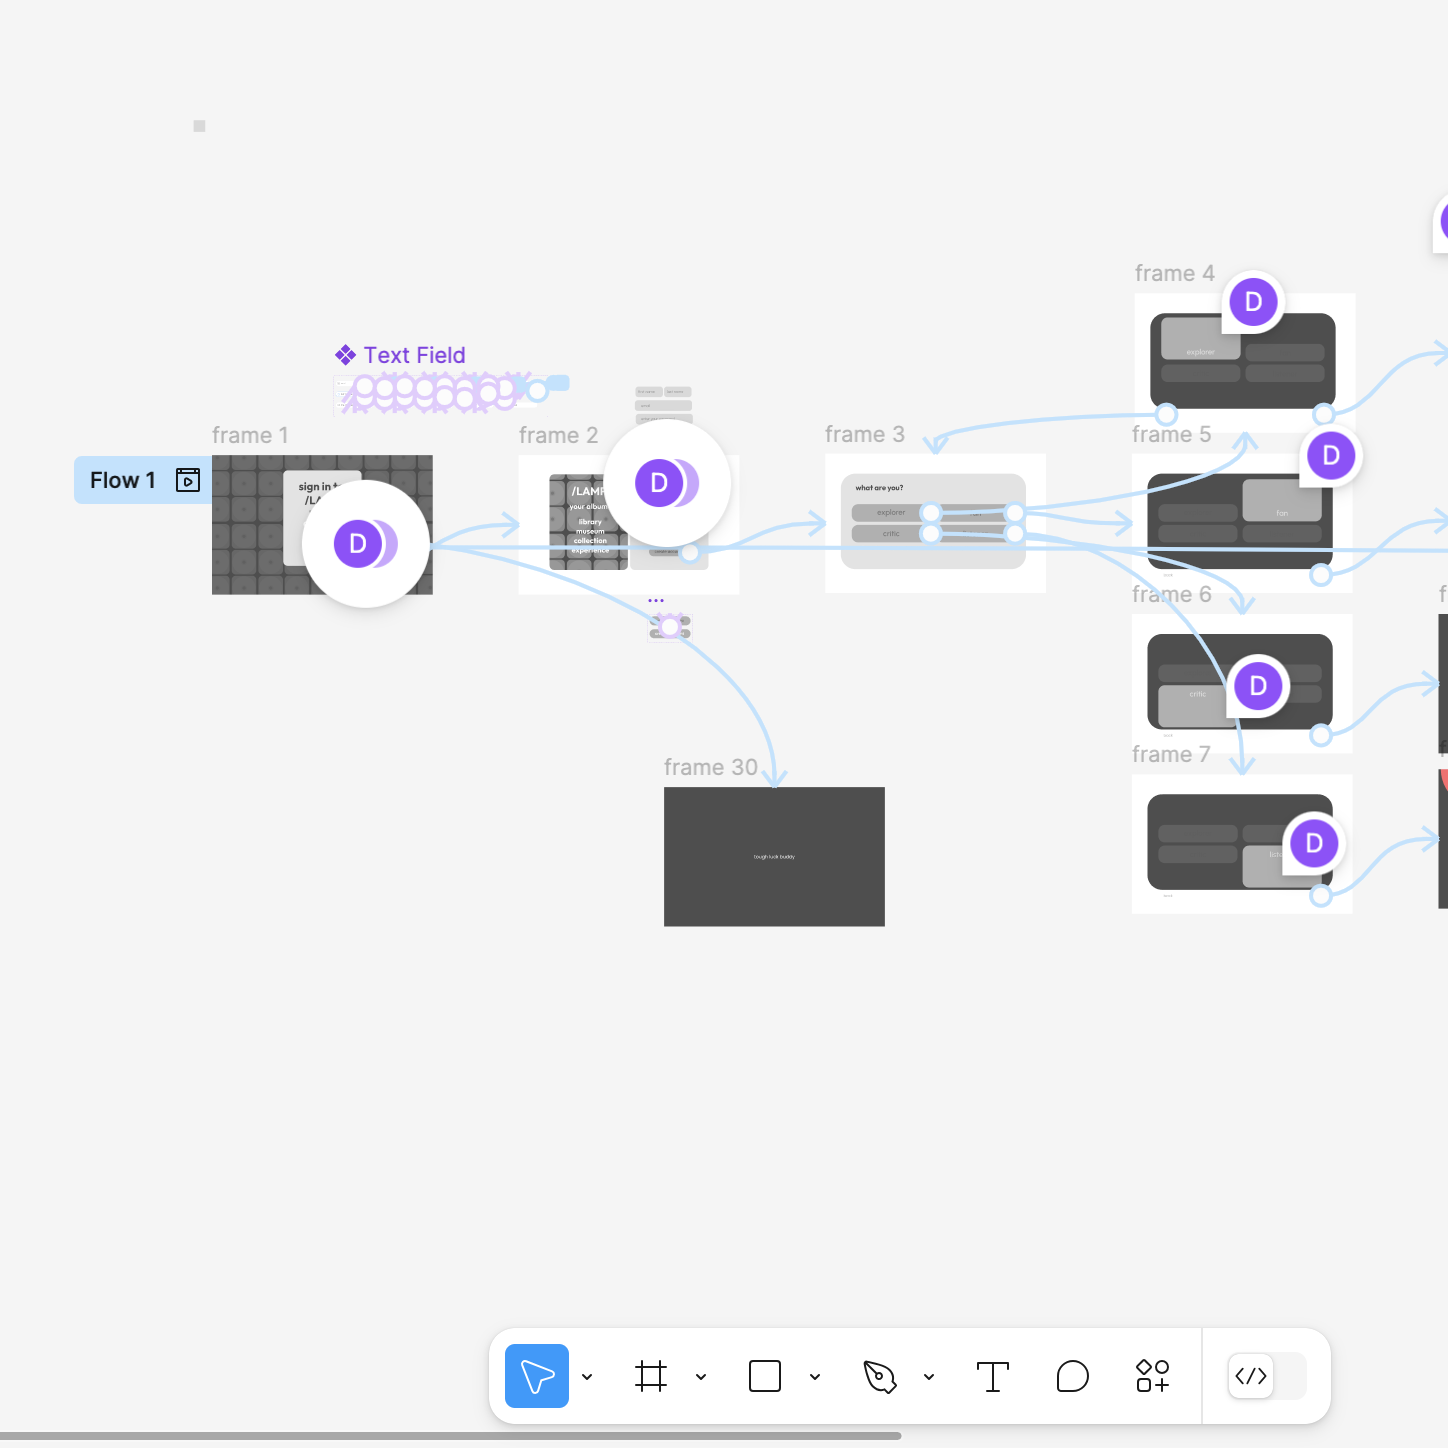 frame 4
D
explorer
Text Field
frame 1
frame 2
frame 3
frame 5
D
Flow 1
sign in
D
/LAMP
your album
library
museum
collection
experience
D
what are you?
explorer
critic
fan
...
frame 6
critic
D
frame 30
tough luck buddy
frame 7
D